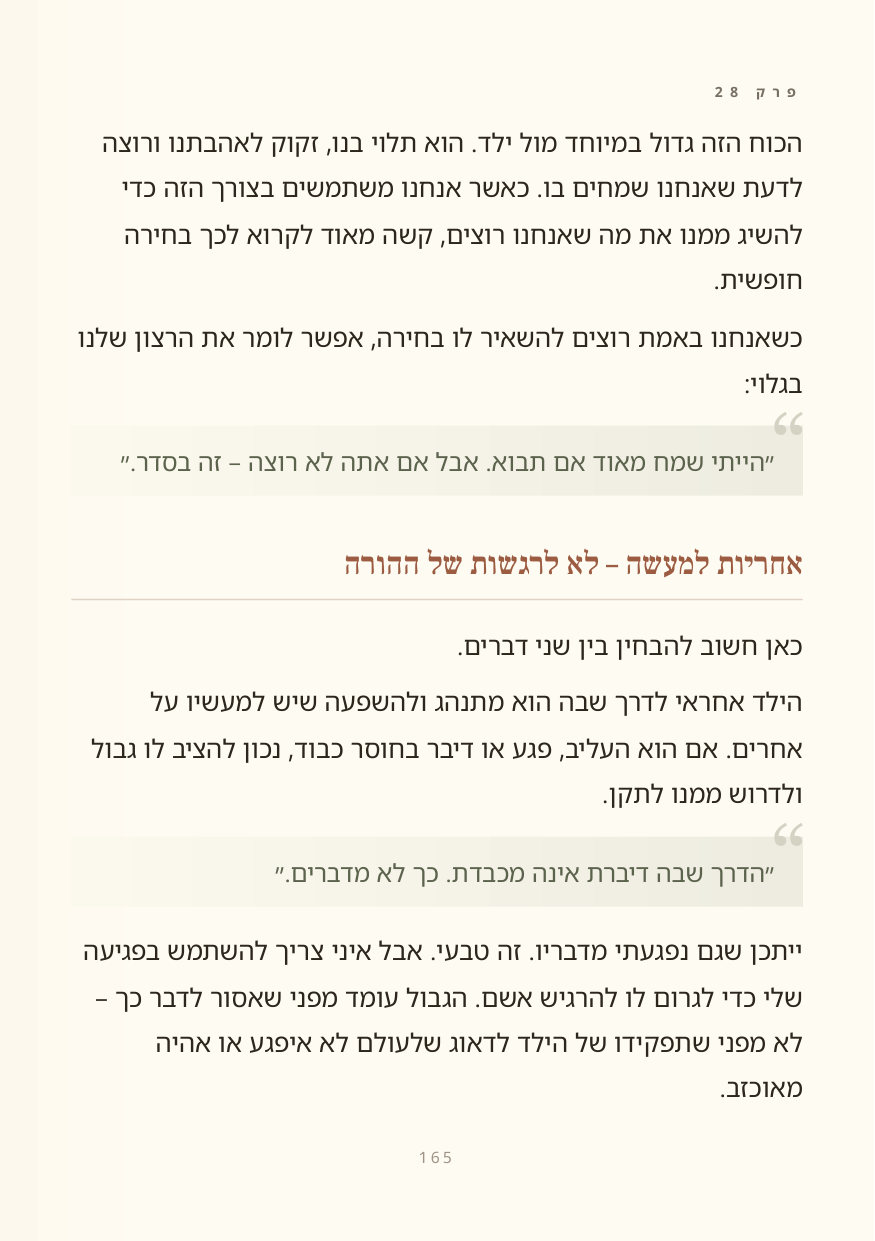 פרק 28
הכוח הזה גדול במיוחד מול ילד. הוא תלוי בנו, זקוק לאהבתנו ורוצה
לדעת שאנחנו שמחים בו. כאשר אנחנו משתמשים בצורך הזה כדי
להשיג ממנו את מה שאנחנו רוצים, קשה מאוד לקרוא לכך בחירה
חופשית.
כשאנחנו באמת רוצים להשאיר לו בחירה, אפשר לומר את הרצון שלנו
בגלוי:
“
״הייתי שמח מאוד אם תבוא. אבל אם אתה לא רוצה – זה בסדר.״
אחריות למעשה – לא לרגשות של ההורה
כאן חשוב להבחין בין שני דברים.
הילד אחראי לדרך שבה הוא מתנהג ולהשפעה שיש למעשיו על
אחרים. אם הוא העליב, פגע או דיבר בחוסר כבוד, נכון להציב לו גבול
ולדרוש ממנו לתקן.
“
״הדרך שבה דיברת אינה מכבדת. כך לא מדברים.״
ייתכן שגם נפגעתי מדבריו. זה טבעי. אבל איני צריך להשתמש בפגיעה
שלי כדי לגרום לו להרגיש אשם. הגבול עומד מפני שאסור לדבר כך –
לא מפני שתפקידו של הילד לדאוג שלעולם לא איפגע או אהיה
מאוכזב.
165